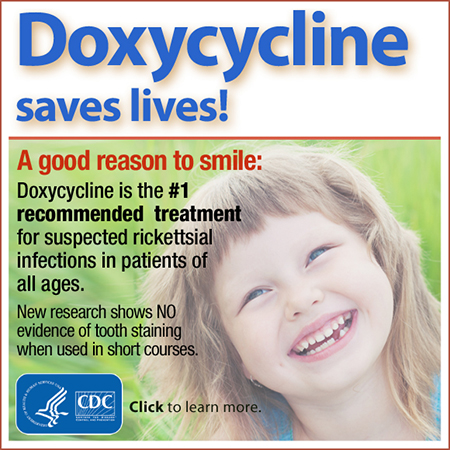 Doxycycline
saves lives!
A good reason to smile:
Doxycycline is the #1
recommended treatment
for suspected rickettsial
infections in patients of
all ages.
New research shows NO
evidence of tooth staining
when used in short courses.
CDC
Click to learn more.